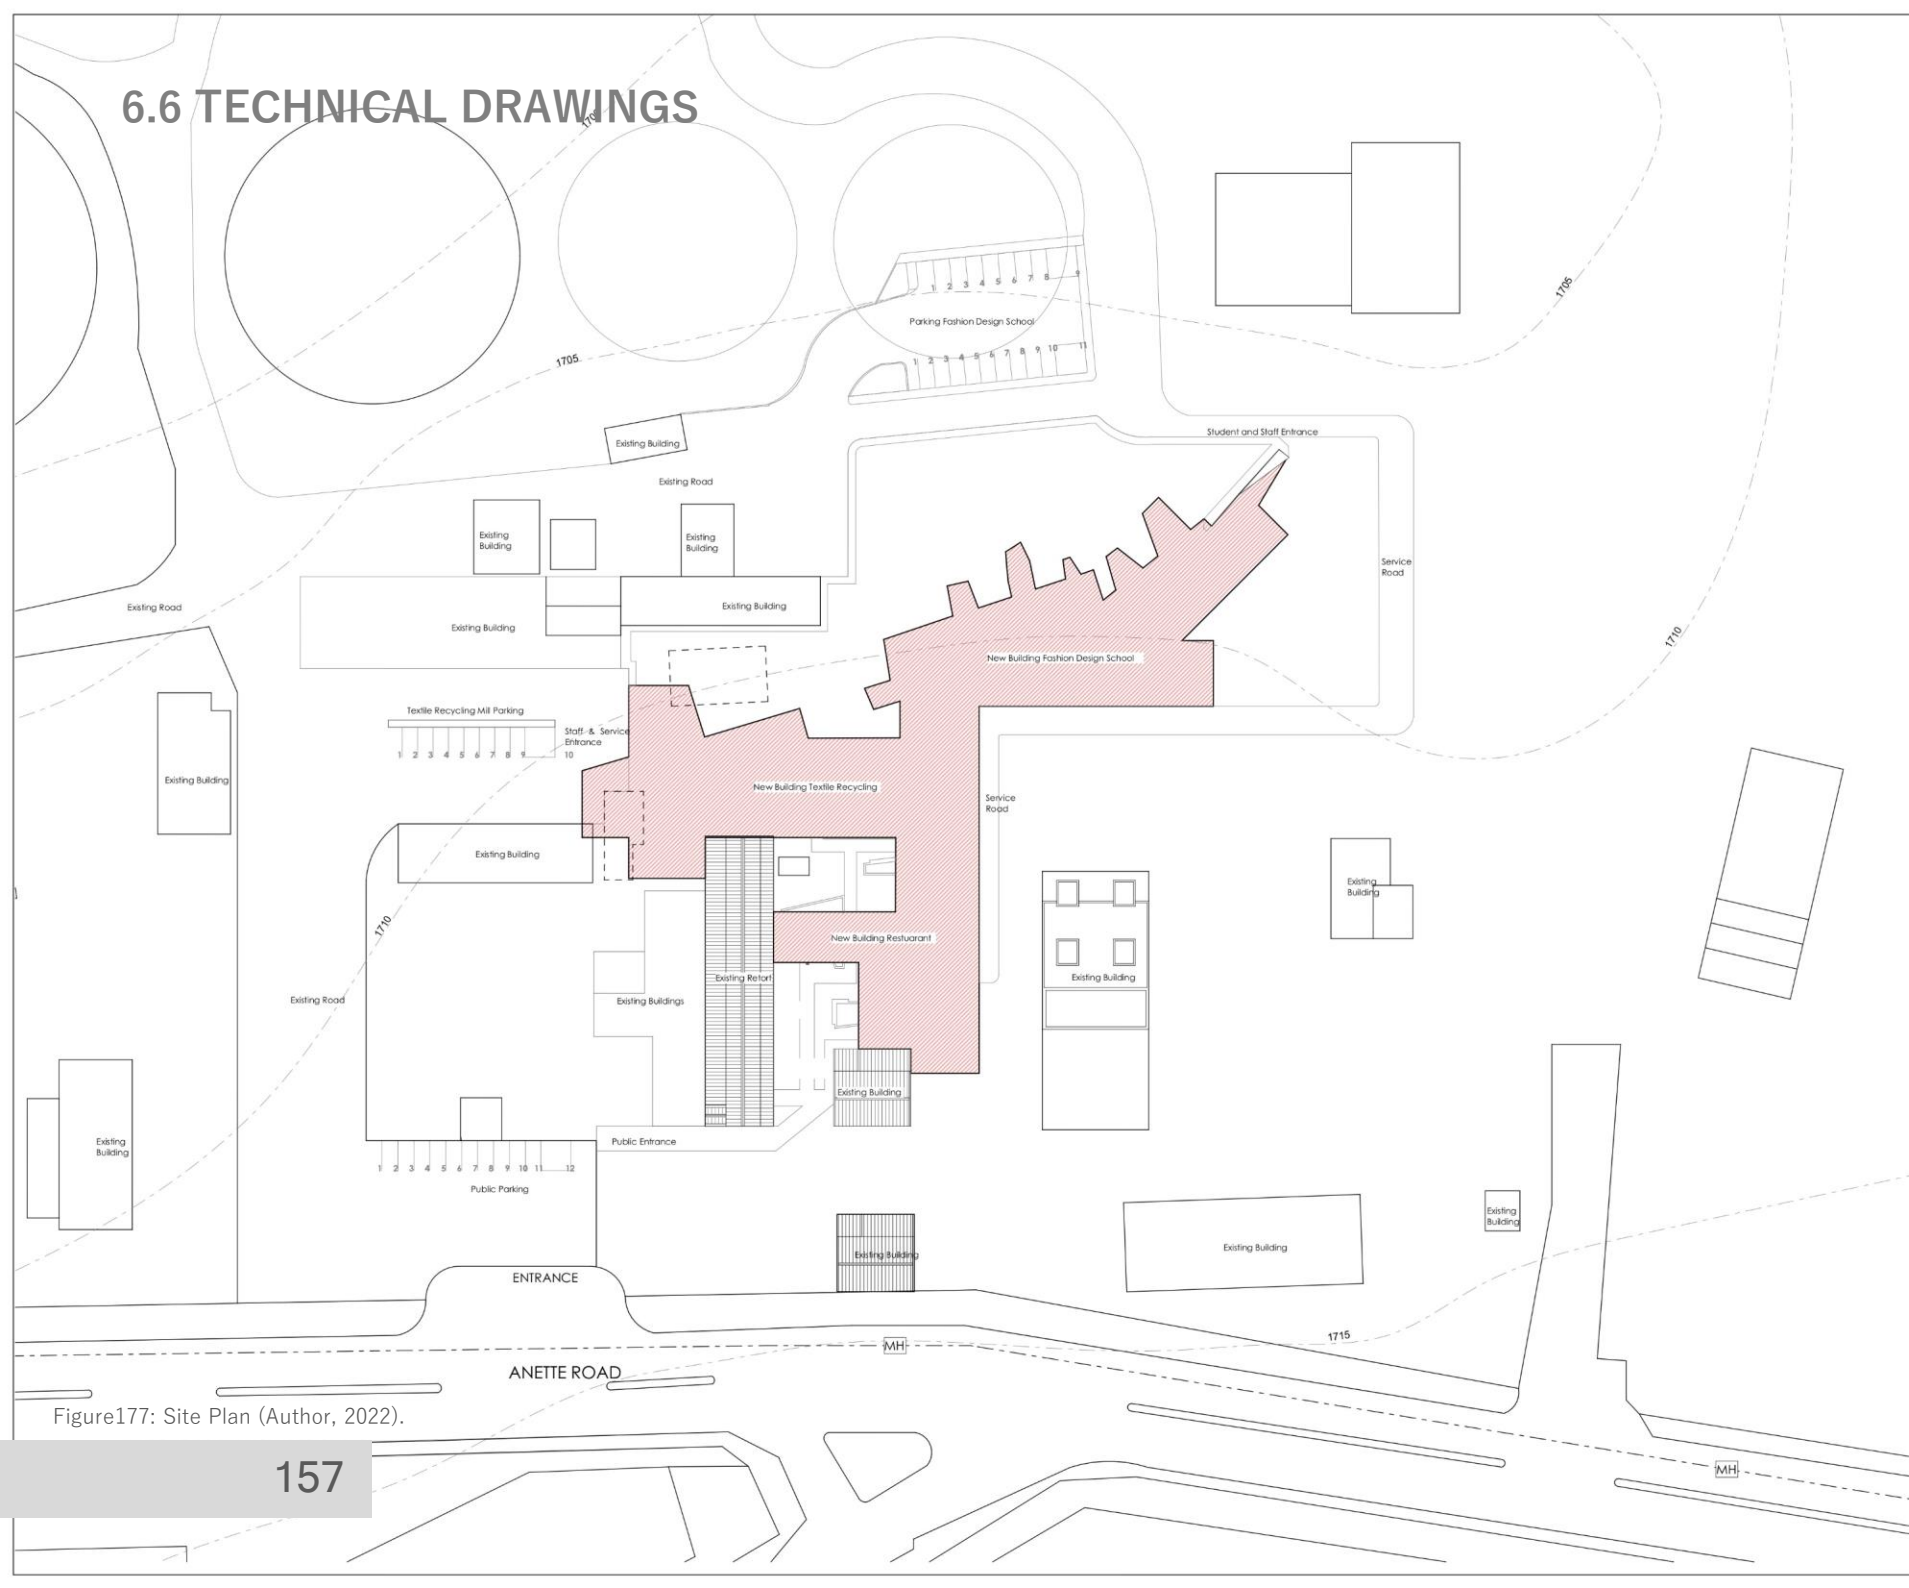 6.6 TECHNICAL DRAWINGS
1705
1 2 3 4 5 6 7 8 9
1705
Parking Fashion Design School
1 2 3 4 5 6 7 8 9 10 11
1705
Student and Staff Entrance
Existing Building
Existing Road
Existing
Building
Existing
Building
Service
Road
Existing Road
Existing Building
Existing Building
1710
New Building Fashion Design School
Textile Recycling Mill Parking
Staff & Service
Entrance
1 2 3 4 5 6 7 8 9 10
Existing Building
New Building Textile Recycling
Service
Road
Existing Building
Existing
Building
1710
New Building Restuarant
Existing Retort
Existing Building
Existing Road
Existing Buildings
Existing Building
Existing
Building
Public Entrance
1 2 3 4 5 6 7 8 9 10 11 12
Public Parking
Existing
Building
Existing Building
Existing Building
ENTRANCE
1715
MH
ANETTE ROAD
Figure177: Site Plan (Author, 2022).
MH
157